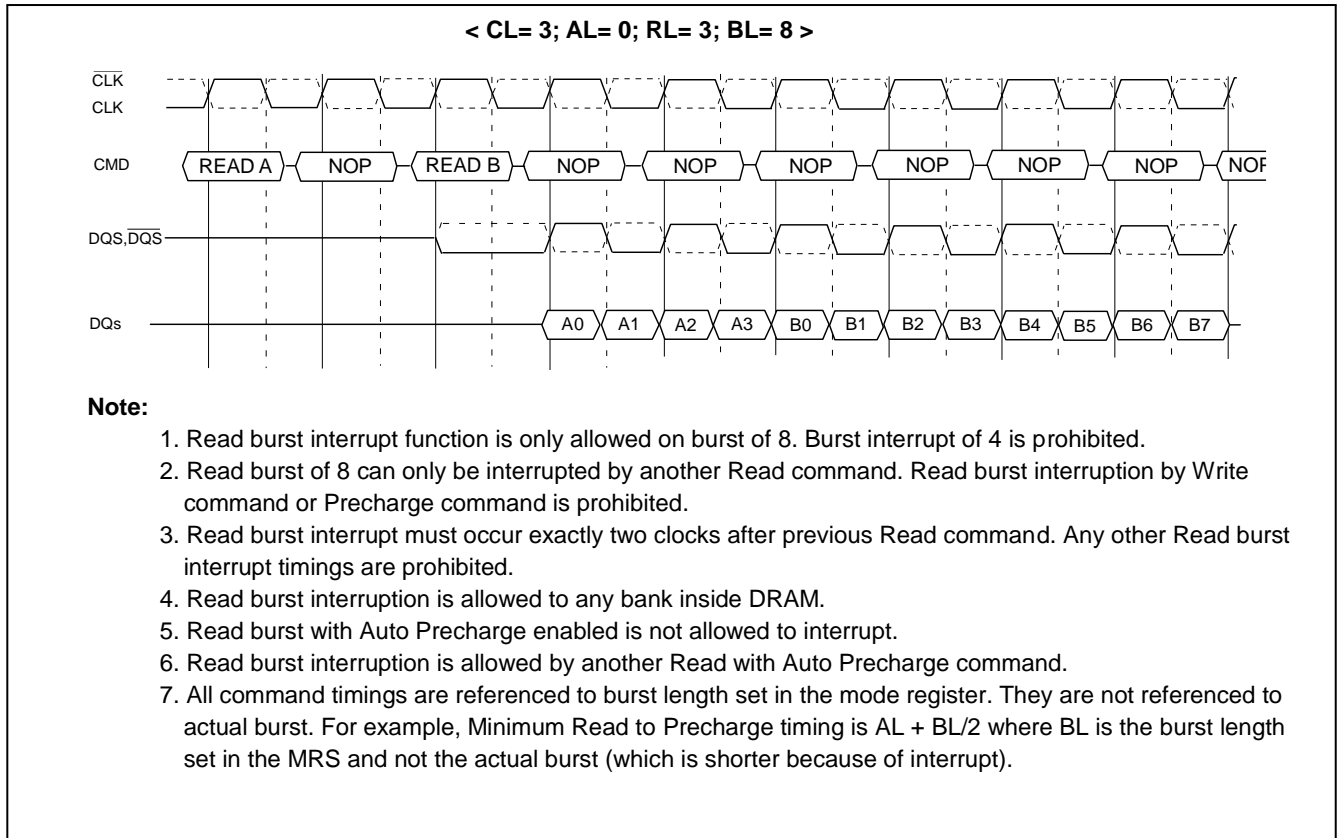 < CL= 3; AL= 0; RL= 3; BL= 8 >
CLK
CLK
CMD READ A NOP READ B NOP NOP NOP NOP NOP NOP NOP
DQS,DQS
DQs A0 A1 A2 A3 B0 B1 B2 B3 B4 B5 B6 B7
Note:
1. Read burst interrupt function is only allowed on burst of 8. Burst interrupt of 4 is prohibited.
2. Read burst of 8 can only be interrupted by another Read command. Read burst interruption by Write
command or Precharge command is prohibited.
3. Read burst interrupt must occur exactly two clocks after previous Read command. Any other Read burst
interrupt timings are prohibited.
4. Read burst interruption is allowed to any bank inside DRAM.
5. Read burst with Auto Precharge enabled is not allowed to interrupt.
6. Read burst interruption is allowed by another Read with Auto Precharge command.
7. All command timings are referenced to burst length set in the mode register. They are not referenced to
actual burst. For example, Minimum Read to Precharge timing is AL + BL/2 where BL is the burst length
set in the MRS and not the actual burst (which is shorter because of interrupt).